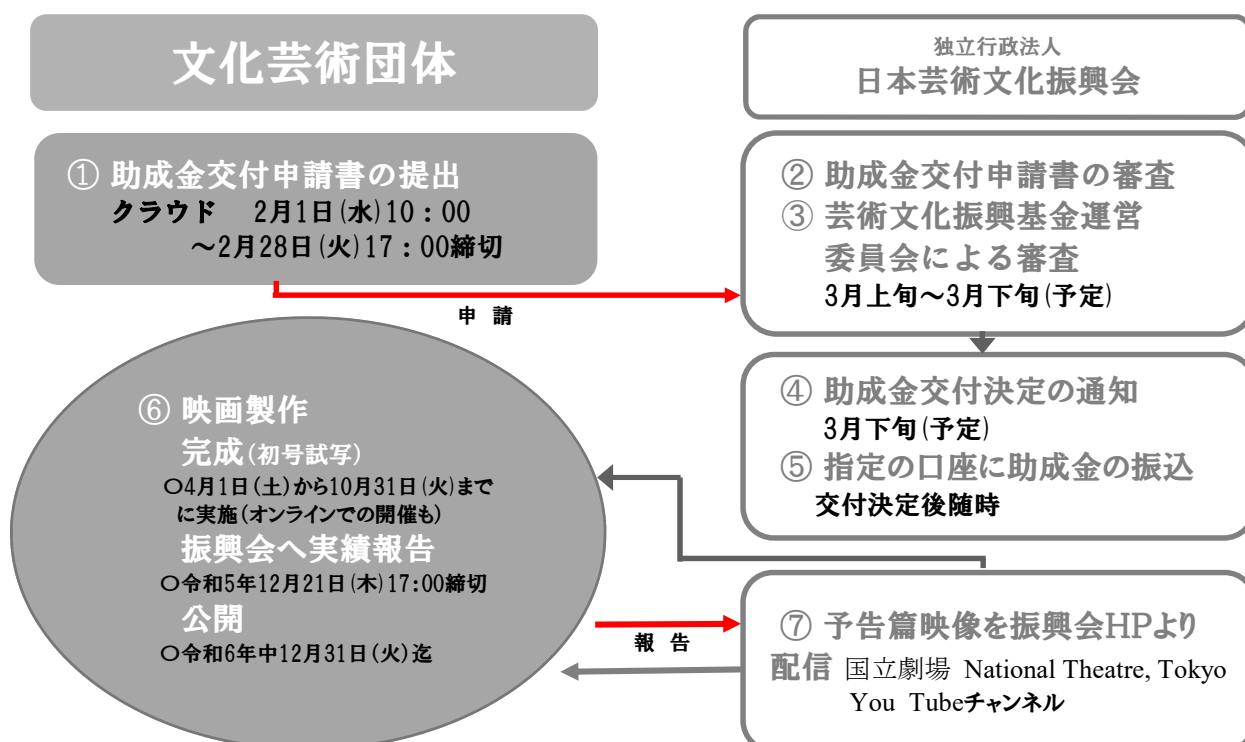 文化芸術団体
独立行政法人
日本芸術文化振興会
① 助成金交付申請書の提出
クラウド 2月1日(水)10：00
～2月28日(火)17：00締切
申 請
② 助成金交付申請書の審査
③ 芸術文化振興基金運営
委員会による審査
3月上旬～3月下旬(予定)
④ 助成金交付決定の通知
3月下旬(予定)
⑤ 指定の口座に助成金の振込
交付決定後随時
⑥ 映画製作
完成(初号試写)
〇4月1日(土)から10月31日(火)まで
に実施(オンラインでの開催も)
振興会へ実績報告
〇令和5年12月21日(木)17:00締切
公開
〇令和6年中12月31日(火)迄
報 告
⑦ 予告篇映像を振興会HPより
配信 国立劇場 National Theatre, Tokyo
You Tubeチャンネル